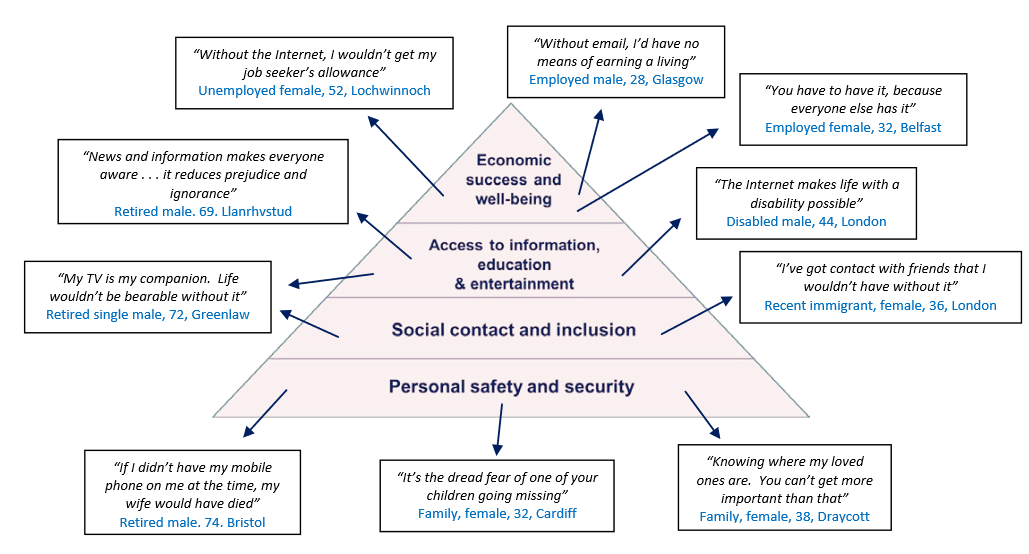 “Without the Internet, I wouldn’t get my
job seeker’s allowance”
Unemployed female, 52, Lochwinnoch
“Without email, I’d have no
means of earning a living”
Employed male, 28, Glasgow
“You have to have it, because
everyone else has it”
Employed female, 32, Belfast
“News and information makes everyone
aware . . . it reduces prejudice and
ignorance”
Retired male. 69. Llanrhvstud
Economic
success and
well-being
“The Internet makes life with a
disability possible”
Disabled male, 44, London
Access to information,
education
& entertainment
“My TV is my companion.  Life
wouldn’t be bearable without it”
Retired single male, 72, Greenlaw
“I’ve got contact with friends that I
wouldn’t have without it”
Recent immigrant, female, 36, London
Social contact and inclusion
Personal safety and security
“If I didn’t have my mobile
phone on me at the time, my
wife would have died”
Retired male. 74. Bristol
“It’s the dread fear of one of your
children going missing”
Family, female, 32, Cardiff
“Knowing where my loved
ones are.  You can’t get more
important than that”
Family, female, 38, Draycott